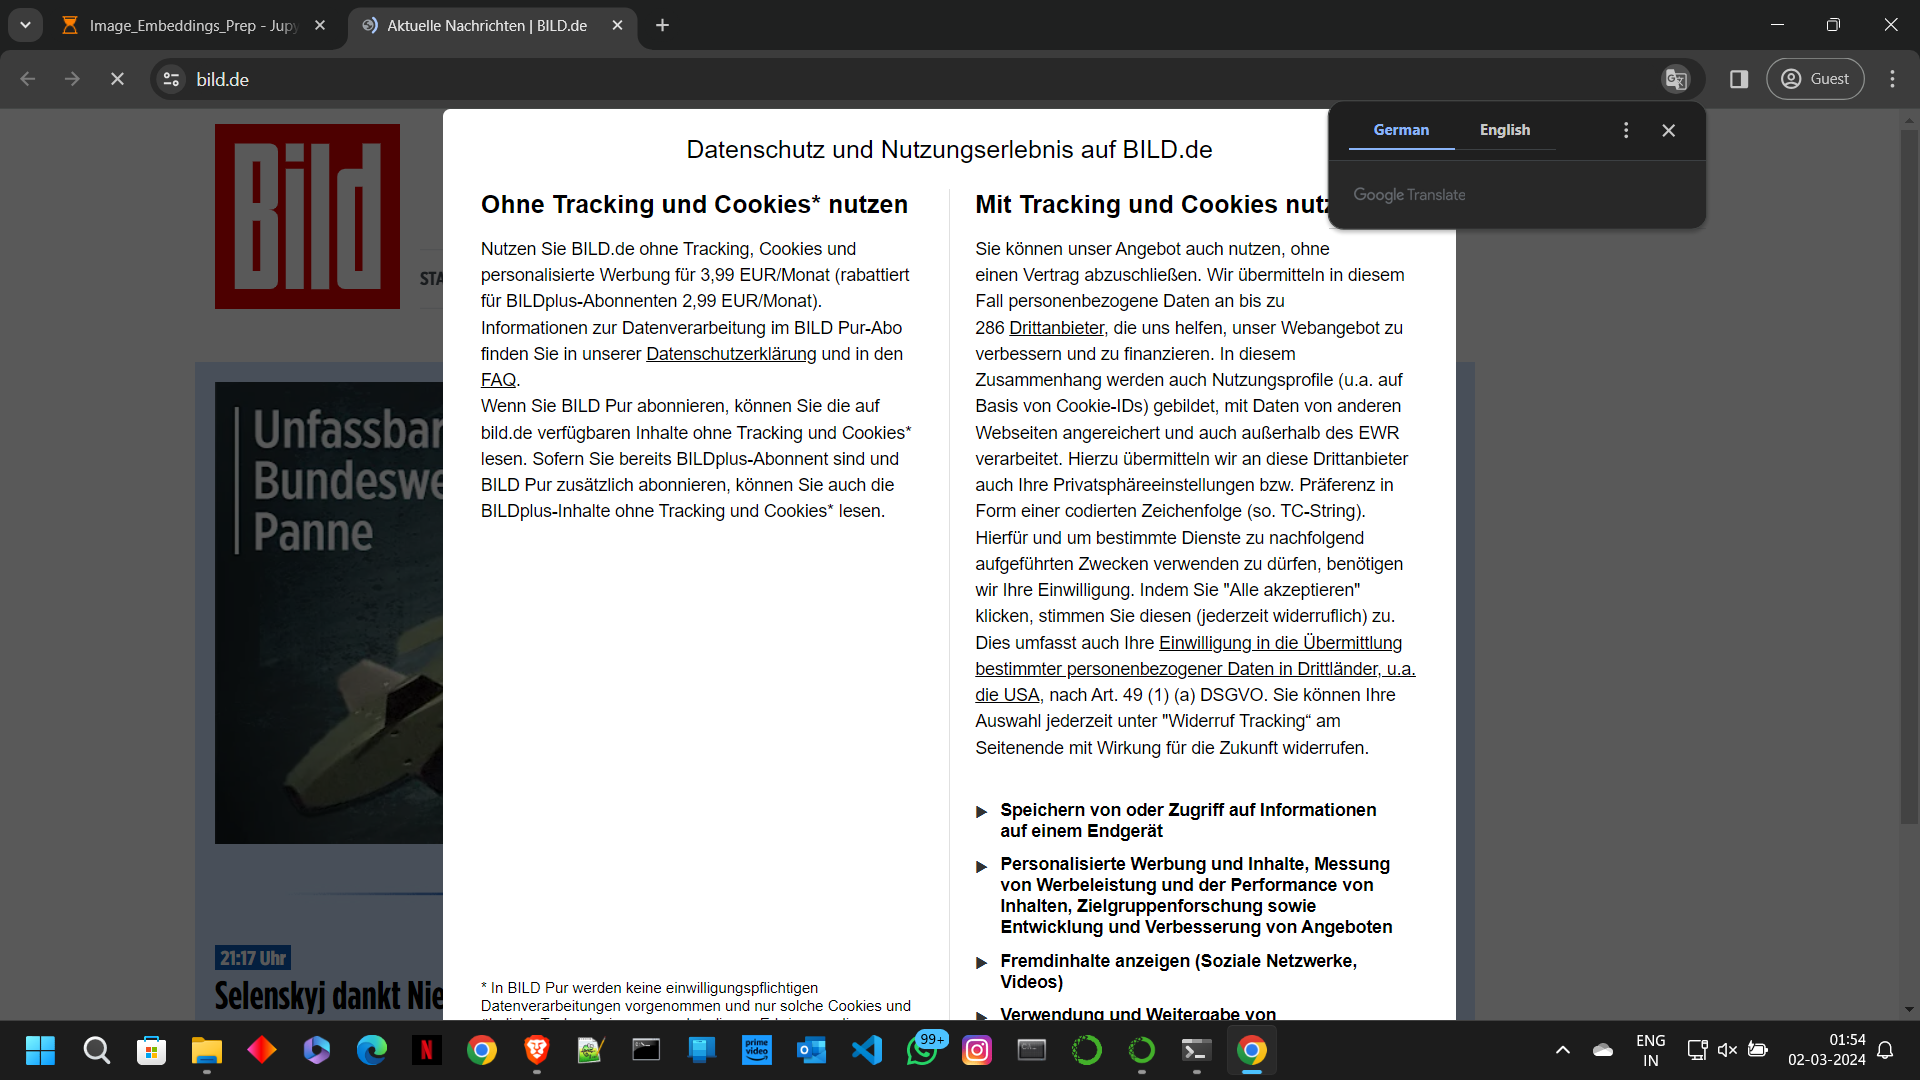 Image_Embeddings_Prep - Jupy
Aktuelle Nachrichten | BILD.de
bild.de
Guest
German
English
Google Translate
Bild
STA
Datenschutz und Nutzungserlebnis auf BILD.de
Ohne Tracking und Cookies* nutzen
Nutzen Sie BILD.de ohne Tracking, Cookies und
personalisierte Werbung für 3,99 EUR/Monat (rabattiert
für BILDplus-Abonnenten 2,99 EUR/Monat).
Informationen zur Datenverarbeitung im BILD Pur-Abo
finden Sie in unserer Datenschutzerklärung und in den
FAQ.
Wenn Sie BILD Pur abonnieren, können Sie die auf
bild.de verfügbaren Inhalte ohne Tracking und Cookies*
lesen. Sofern Sie bereits BILDplus-Abonnent sind und
BILD Pur zusätzlich abonnieren, können Sie auch die
BILDplus-Inhalte ohne Tracking und Cookies* lesen.
* In BILD Pur werden keine einwilligungspflichtigen
Datenverarbeitungen vorgenommen und nur solche Cookies und
Mit Tracking und Cookies nutz
Sie können unser Angebot auch nutzen, ohne
einen Vertrag abzuschließen. Wir übermitteln in diesem
Fall personenbezogene Daten an bis zu
286 Drittanbieter, die uns helfen, unser Webangebot zu
verbessern und zu finanzieren. In diesem
Zusammenhang werden auch Nutzungsprofile (u.a. auf
Basis von Cookie-IDs) gebildet, mit Daten von anderen
Webseiten angereichert und auch außerhalb des EWR
verarbeitet. Hierzu übermitteln wir an diese Drittanbieter
auch Ihre Privatsphäreeinstellungen bzw. Präferenz in
Form einer codierten Zeichenfolge (so. TC-String).
Hierfür und um bestimmte Dienste zu nachfolgend
aufgeführten Zwecken verwenden zu dürfen, benötigen
wir Ihre Einwilligung. Indem Sie "Alle akzeptieren"
klicken, stimmen Sie diesen (jederzeit widerruflich) zu.
Dies umfasst auch Ihre Einwilligung in die Übermittlung
bestimmter personenbezogener Daten in Drittländer, u.a.
die USA, nach Art. 49 (1) (a) DSGVO. Sie können Ihre
Auswahl jederzeit unter "Widerruf Tracking“ am
Seitenende mit Wirkung für die Zukunft widerrufen.
Speichern von oder Zugriff auf Informationen
auf einem Endgerät
Personalisierte Werbung und Inhalte, Messung
von Werbeleistung und der Performance von
Inhalten, Zielgruppenforschung sowie
Entwicklung und Verbesserung von Angeboten
Fremdinhalte anzeigen (Soziale Netzwerke,
Videos)
Verwendung und Weitergabe von
Unfassbar
Bundeswe
Panne
21:17 Uhr
Selenskyj dankt Nie
prime
video
99+
ENG
IN
01:54
02-03-2024